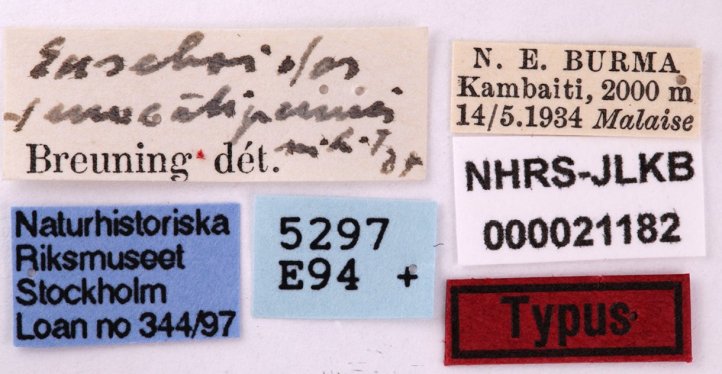 Breuning dét.
N. E. BURMA
Kambaiti, 2000 m
14/5.1934 Malaise
NHRS-JLKB
000021182
Naturhistoriska
Riksmuseet
Stockholm
Loan no 344/97
5297
E94 +
Typus